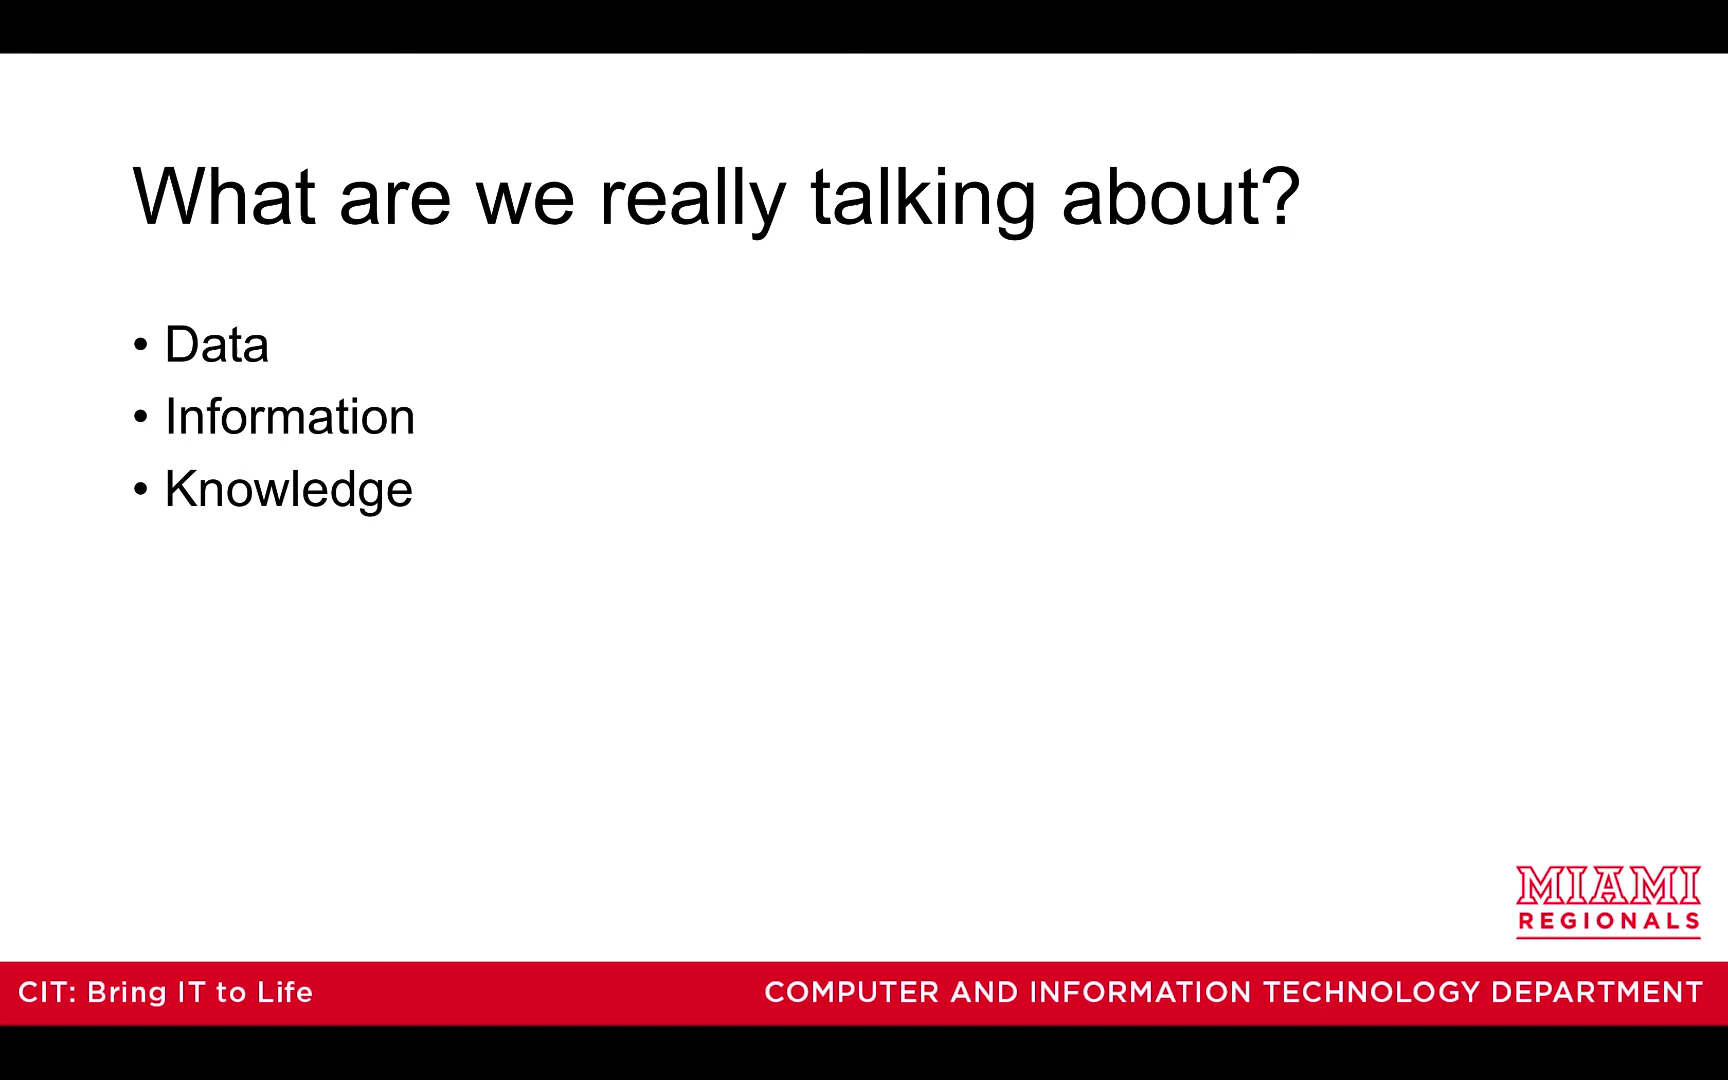 What are we really talking about?
• Data
• Information
• Knowledge
MIAMI
REGIONALS
CIT: Bring IT to Life
COMPUTER AND INFORMATION TECHNOLOGY DEPARTMENT